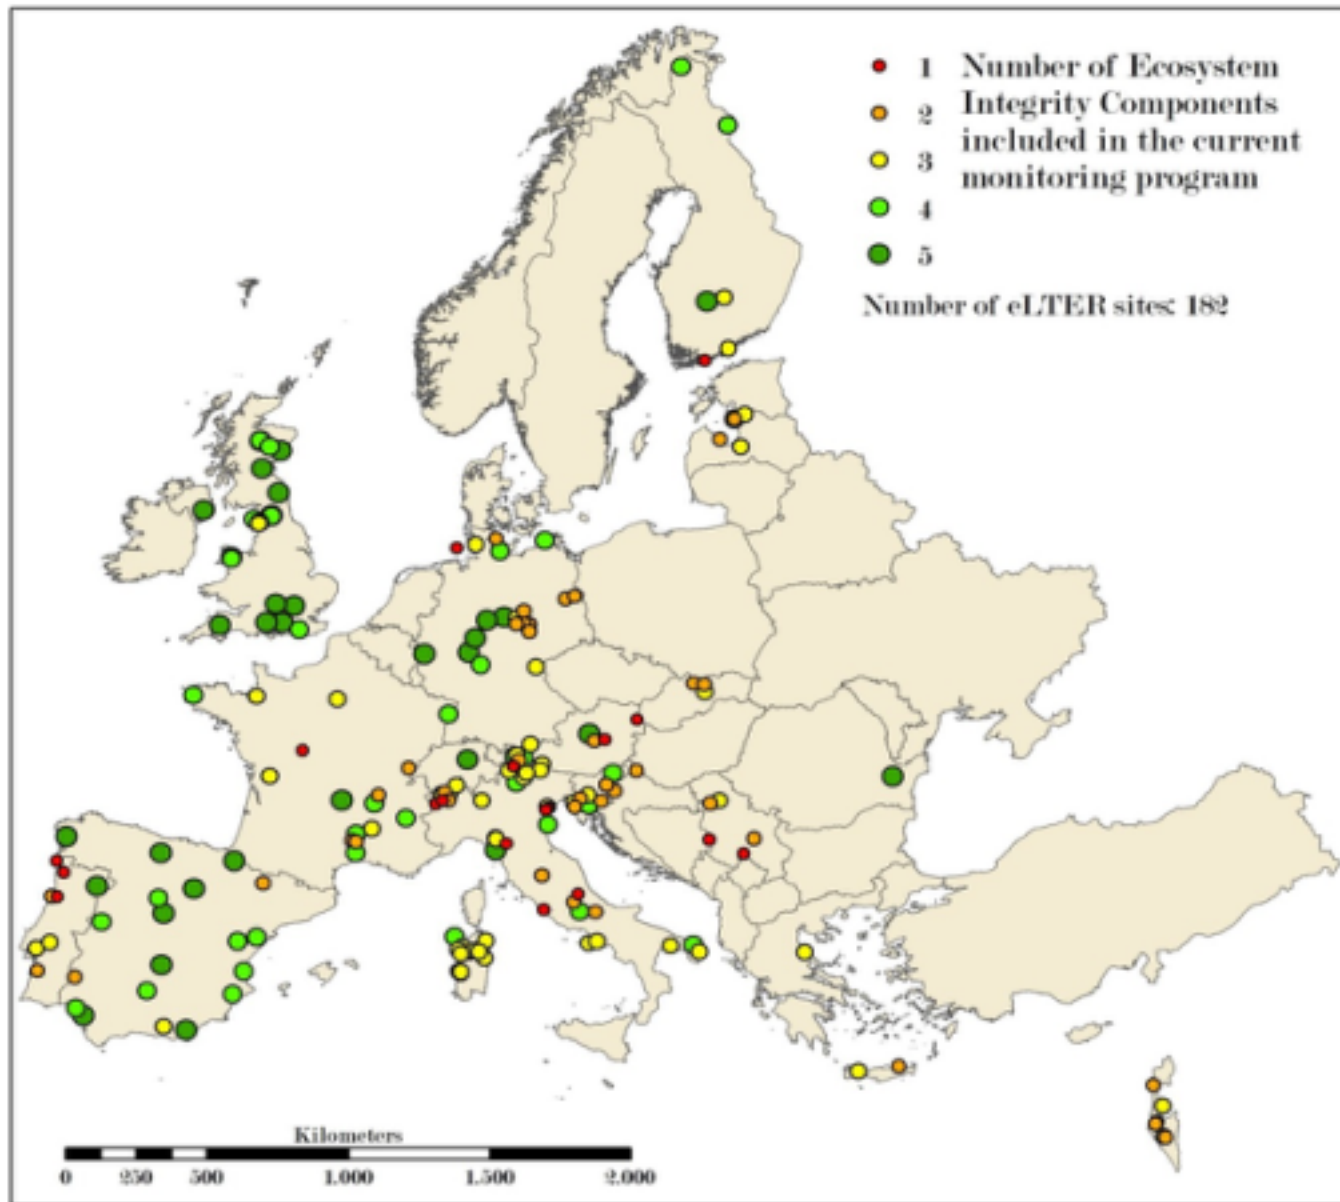 1 Number of Ecosystem
2 Integrity Components
3 included in the current
monitoring program
4
5
Number of eLTER sites: 182
Kilometers
0 250 500 1.000 1.500 2.000